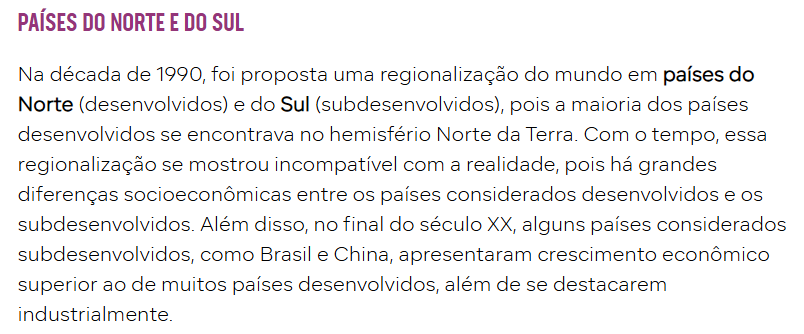 PAÍSES DO NORTE E DO SUL
Na década de 1990, foi proposta uma regionalização do mundo em países do
Norte (desenvolvidos) e do Sul (subdesenvolvidos), pois a maioria dos países
desenvolvidos se encontrava no hemisfério Norte da Terra. Com o tempo, essa
regionalização se mostrou incompatível com a realidade, pois há grandes
diferenças socioeconômicas entre os países considerados desenvolvidos e os
subdesenvolvidos. Além disso, no final do século XX, alguns países considerados
subdesenvolvidos, como Brasil e China, apresentaram crescimento econômico
superior ao de muitos países desenvolvidos, além de se destacarem
industrialmente.